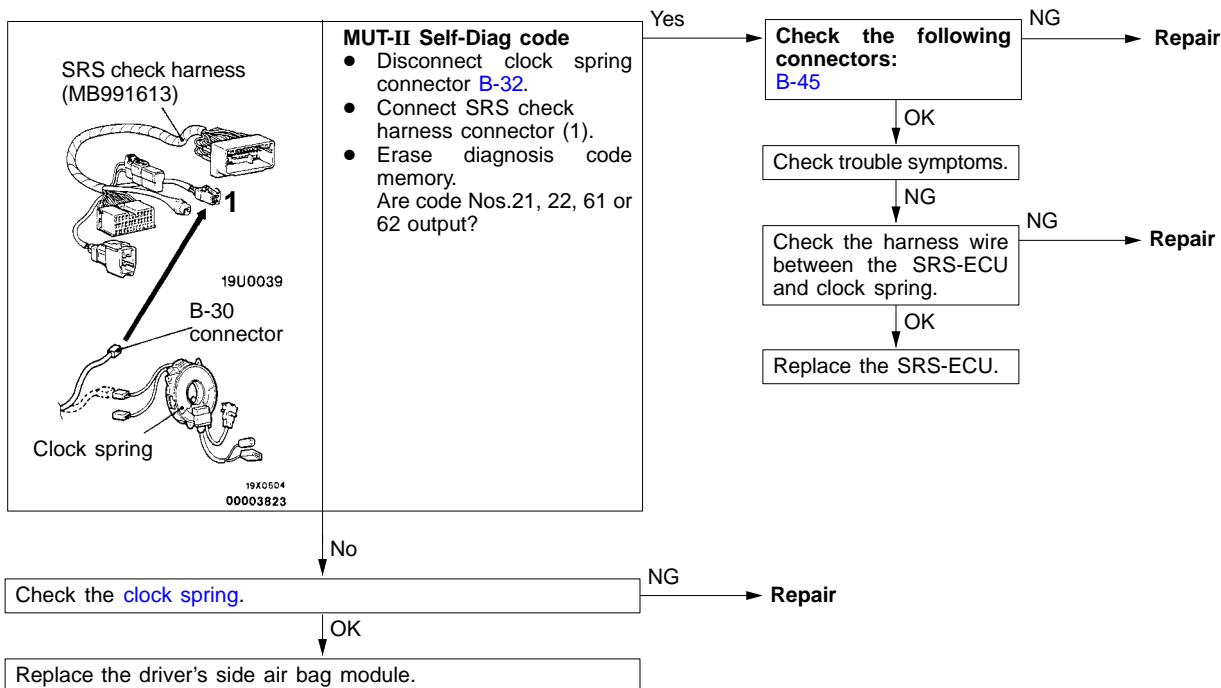 SRS check harness
(MB991613)
1
19U0039
B-30
connector
Clock spring
19X0504
00003823
MUT-II Self-Diag code
● Disconnect clock spring
connector B-32.
● Connect SRS check
harness connector (1).
● Erase diagnosis code
memory.
Are code Nos.21, 22, 61 or
62 output?
Yes
Check the following
connectors:
B-45
NG
Repair
OK
Check trouble symptoms.
NG
Check the harness wire
between the SRS-ECU
and clock spring.
NG
Repair
OK
Replace the SRS-ECU.
No
Check the clock spring.
NG
Repair
OK
Replace the driver's side air bag module.